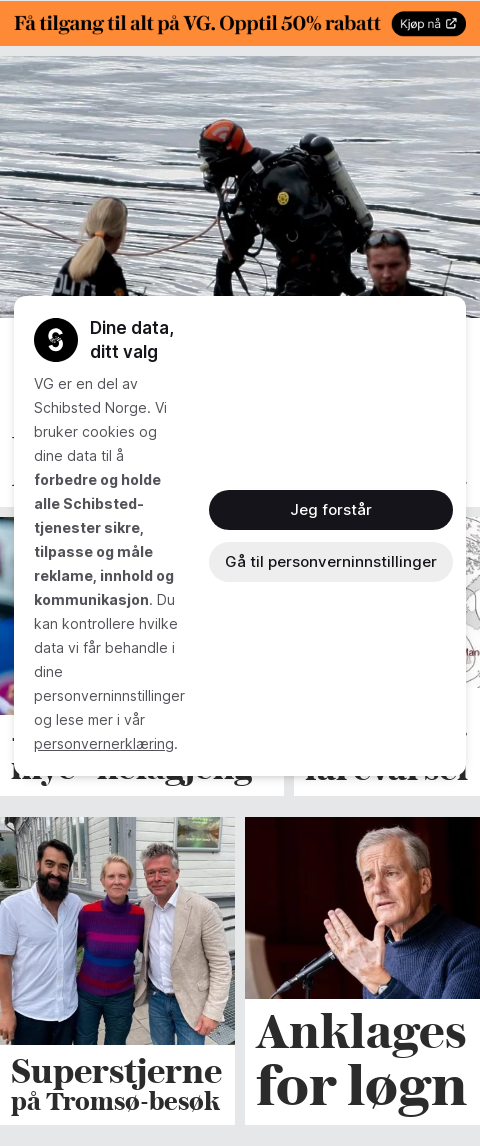 Få tilgang til alt på VG. Opptil 50% rabatt
Kjøp nå
Dine data,
ditt valg
VG er en del av
Schibsted Norge. Vi
bruker cookies og
dine data til å
forbedre og holde
alle Schibsted-
tjenester sikre,
tilpasse og måle
reklame, innhold og
kommunikasjon. Du
kan kontrollere hvilke
data vi får behandle i
dine
personverninnstillinger
og lese mer i vår
personvernerklæring.
Jeg forstår
Gå til personverninnstillinger
Superstjerne
på Tromsø-besøk
Anklages
for løgn